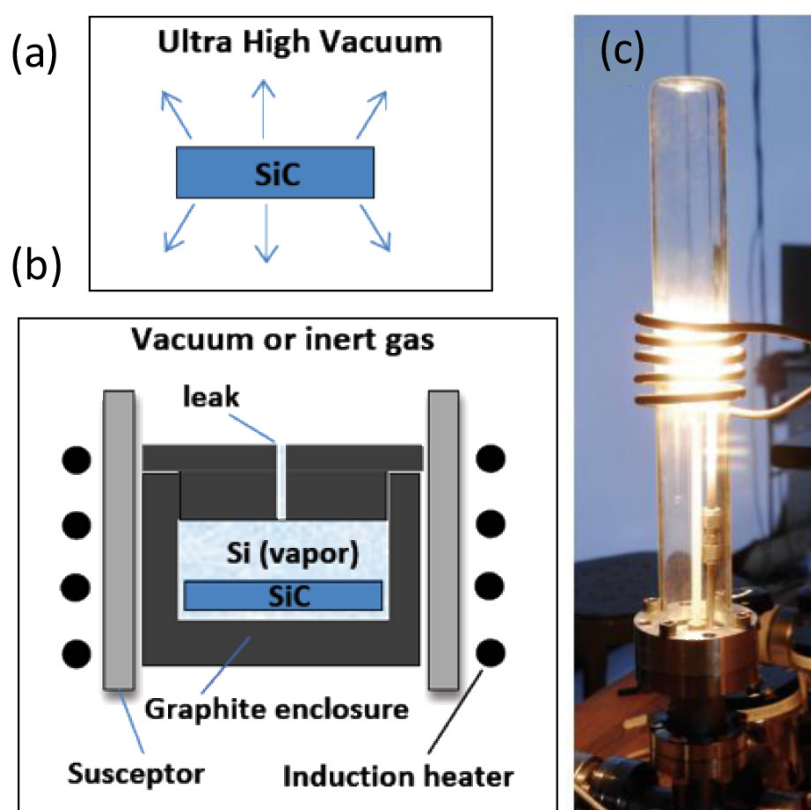 (a)
Ultra High Vacuum
SiC
(b)
Vacuum or inert gas
leak
Si (vapor)
SiC
Graphite enclosure
Susceptor
Induction heater
(c)